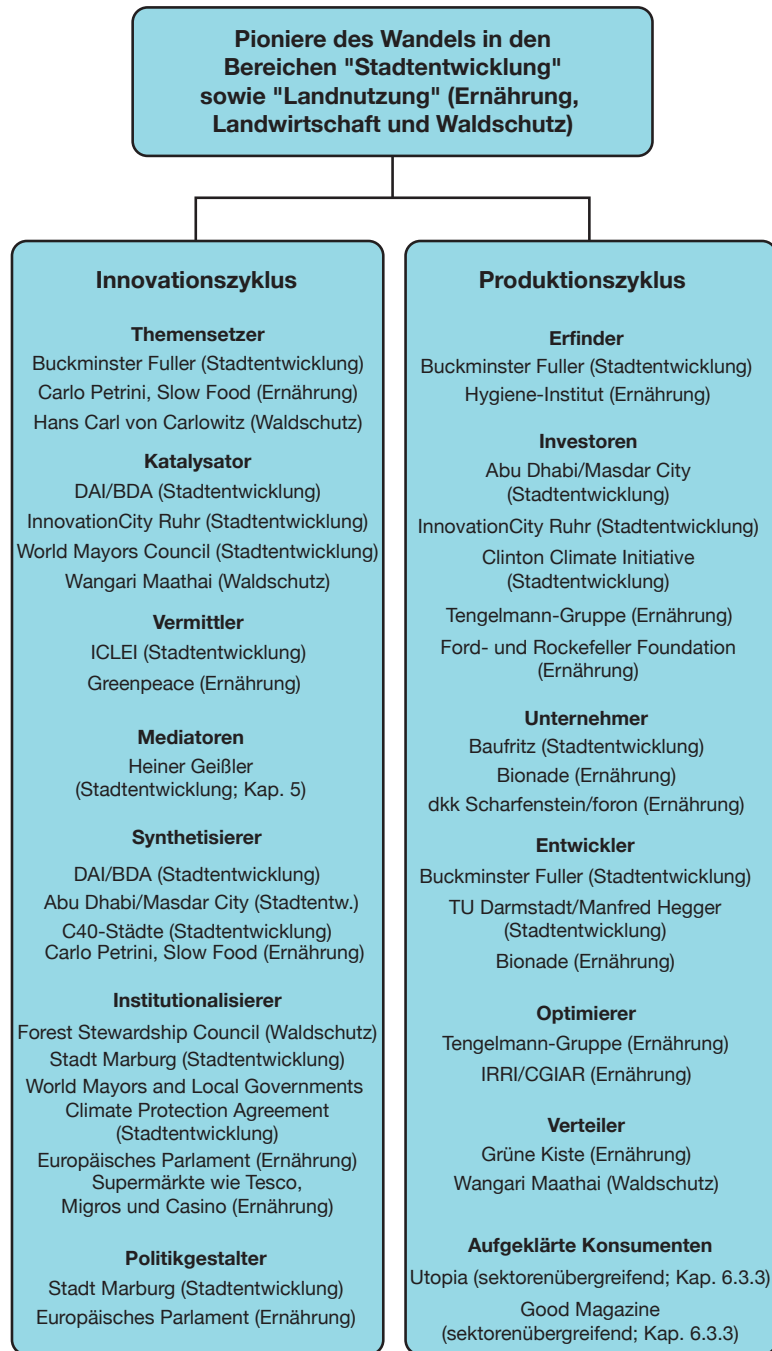 Pioniere des Wandels in den
Bereichen "Stadtentwicklung"
sowie "Landnutzung" (Ernährung,
Landwirtschaft und Waldschutz)
Innovationszyklus
Themensetzer
Buckminster Fuller (Stadtentwicklung)
Carlo Petrini, Slow Food (Ernährung)
Hans Carl von Carlowitz (Waldschutz)
Katalysator
DAI/BDA (Stadtentwicklung)
InnovationCity Ruhr (Stadtentwicklung)
World Mayors Council (Stadtentwicklung)
Wangari Maathai (Waldschutz)
Vermittler
ICLEI (Stadtentwicklung)
Greenpeace (Ernährung)
Mediatoren
Heiner Geißler
(Stadtentwicklung; Kap. 5)
Synthetisierer
DAI/BDA (Stadtentwicklung)
Abu Dhabi/Masdar City (Stadtentw.)
C40-Städte (Stadtentwicklung)
Carlo Petrini, Slow Food (Ernährung)
Institutionalisierer
Forest Stewardship Council (Waldschutz)
Stadt Marburg (Stadtentwicklung)
World Mayors and Local Governments
Climate Protection Agreement
(Stadtentwicklung)
Europäisches Parlament (Ernährung)
Supermärkte wie Tesco,
Migros und Casino (Ernährung)
Politikgestalter
Stadt Marburg (Stadtentwicklung)
Europäisches Parlament (Ernährung)
Produktionszyklus
Erfinder
Buckminster Fuller (Stadtentwicklung)
Hygiene-Institut (Ernährung)
Investoren
Abu Dhabi/Masdar City
(Stadtentwicklung)
InnovationCity Ruhr (Stadtentwicklung)
Clinton Climate Initiative
(Stadtentwicklung)
Tengelmann-Gruppe (Ernährung)
Ford- und Rockefeller Foundation
(Ernährung)
Unternehmer
Baufritz (Stadtentwicklung)
Bionade (Ernährung)
dkk Scharfenstein/foron (Ernährung)
Entwickler
Buckminster Fuller (Stadtentwicklung)
TU Darmstadt/Manfred Hegger
(Stadtentwicklung)
Bionade (Ernährung)
Optimierer
Tengelmann-Gruppe (Ernährung)
IRRI/CGIAR (Ernährung)
Verteiler
Grüne Kiste (Ernährung)
Wangari Maathai (Waldschutz)
Aufgeklärte Konsumenten
Utopia (sektorenübergreifend; Kap. 6.3.3)
Good Magazine
(sektorenübergreifend; Kap. 6.3.3)